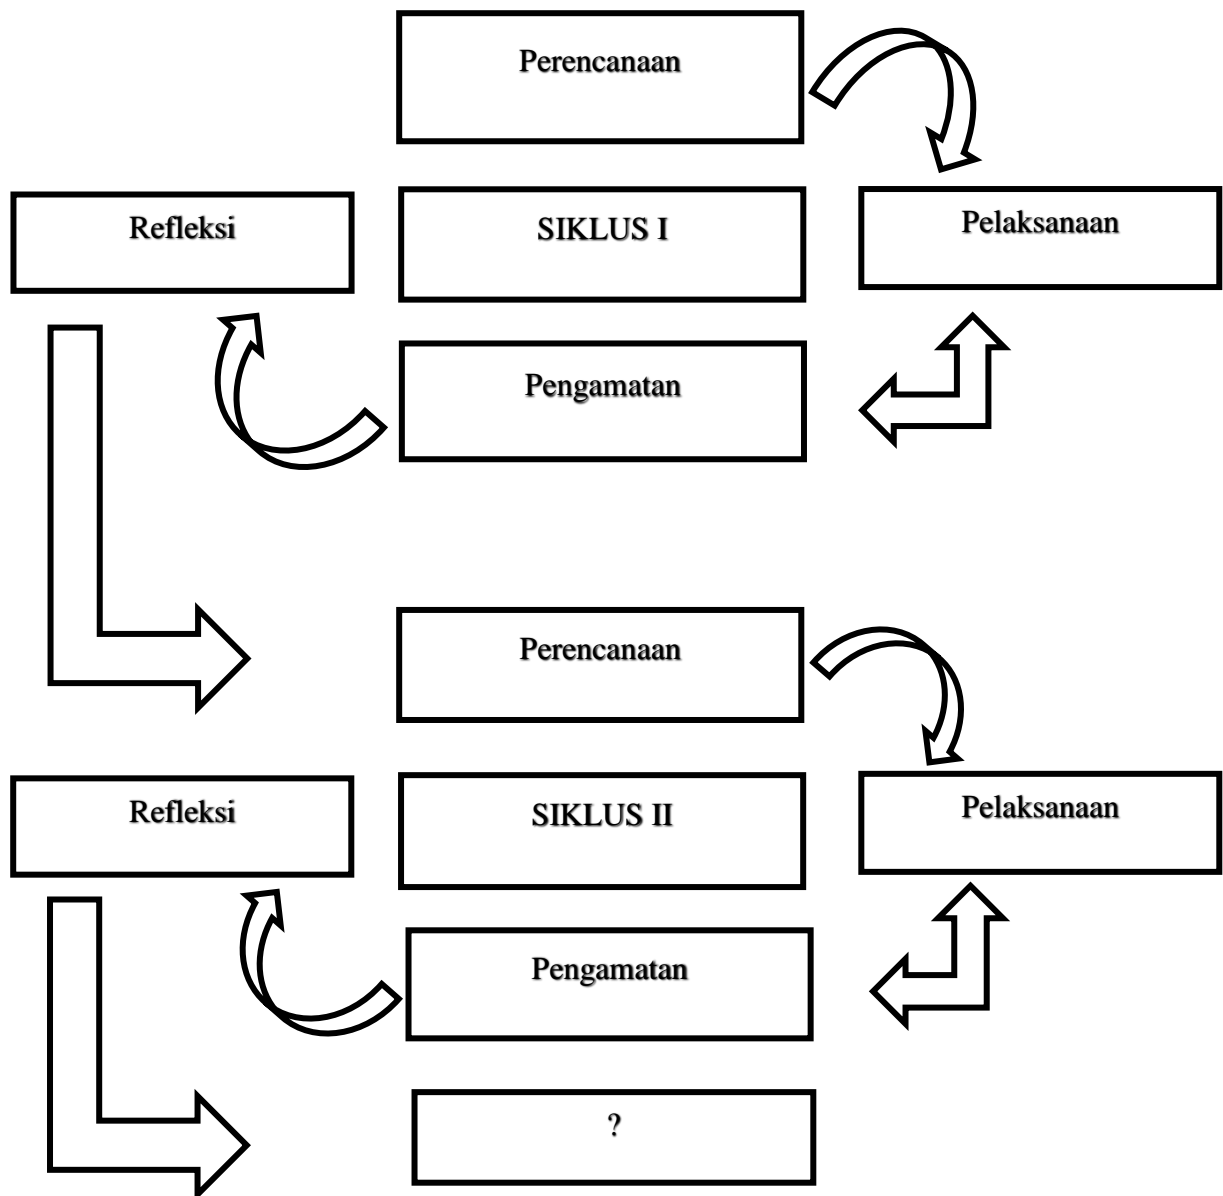 Perencanaan
Refleksi
SIKLUS I
Pelaksanaan
Pengamatan
Perencanaan
Refleksi
SIKLUS II
Pelaksanaan
Pengamatan
?